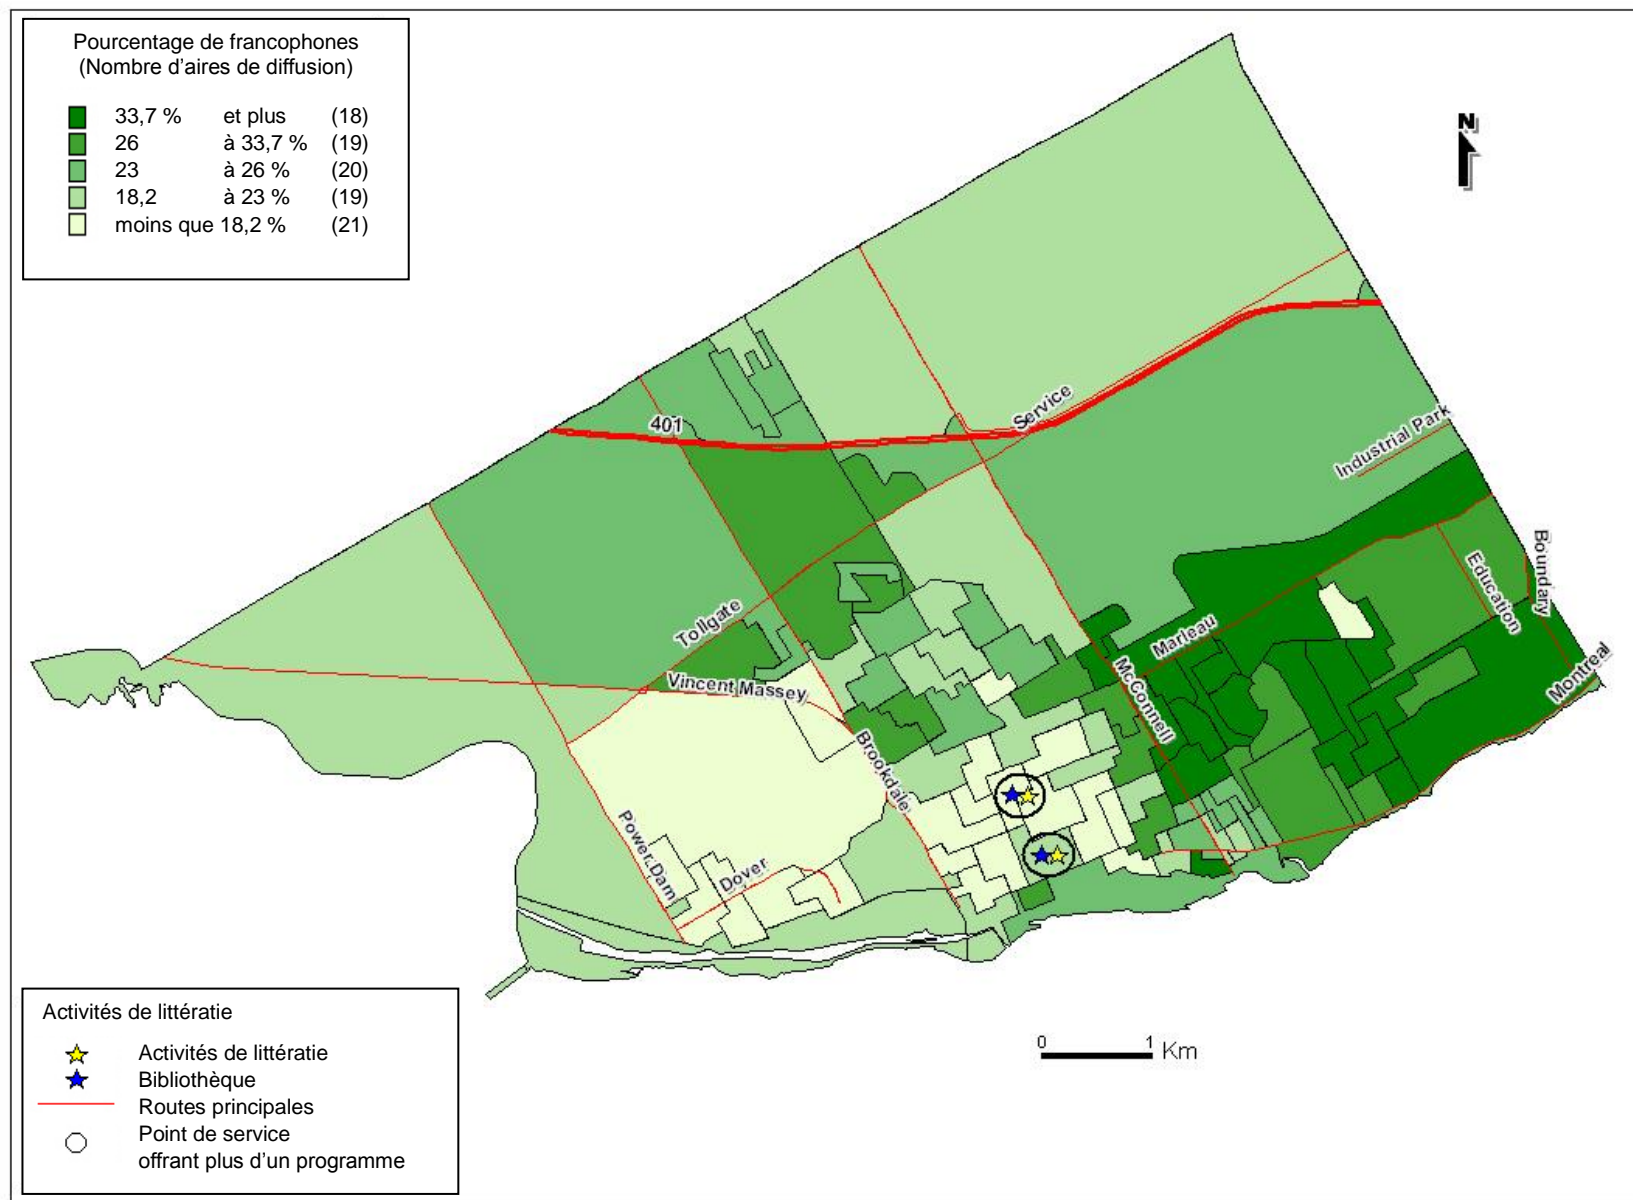 Pourcentage de francophones
(Nombre d'aires de diffusion)
33,7 % et plus (18)
26 à 33,7 % (19)
23 à 26 % (20)
18,2 à 23 % (19)
moins que 18,2 % (21)
N
401
Service
Industrial Park
Boundary
Education
Tollgate
Marleau
Vincent Massey
McConnell
Montreal
Brookdale
Power Dam
Dover
0 1 Km
Activités de littératie
Activités de littératie
Bibliothèque
Routes principales
Point de service
offrant plus d'un programme